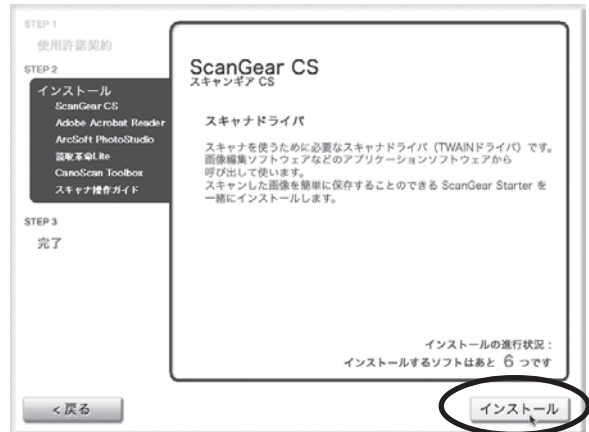 STEP 1
使用許諾契約
STEP 2
インストール
ScanGear CS
Adobe Acrobat Reader
ArcSoft PhotoStudio
読取革命Lite
CanoScan Toolbox
スキャナ操作ガイド
STEP 3
完了
ScanGear CS
スキャンギア CS
スキャナドライバ
スキャナを使うために必要なスキャナドライバ（TWAINドライバ）です。
画像編集ソフトウェアなどのアプリケーションソフトウェアから
呼び出して使います。
スキャンした画像を簡単に保存することのできる ScanGear Starter を
一緒にインストールします。
インストールの進行状況：
インストールするソフトはあと 6 つです
＜戻る
インストール